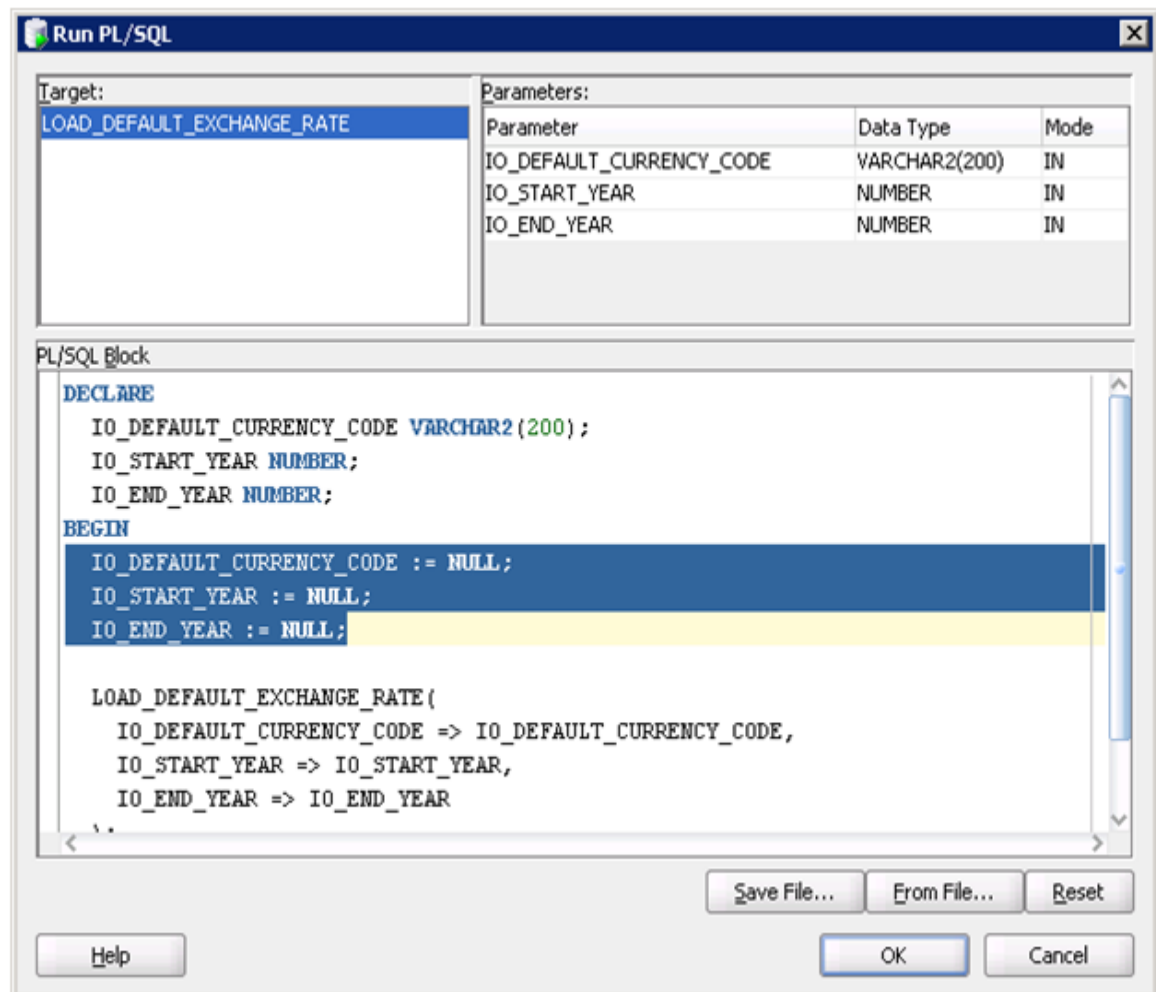 Run PL/SQL
Target:
LOAD_DEFAULT_EXCHANGE_RATE
Parameters:
Parameter Data Type Mode
IO_DEFAULT_CURRENCY_CODE VARCHAR2(200) IN
IO_START_YEAR NUMBER IN
IO_END_YEAR NUMBER IN
PL/SQL Block
DECLARE
IO_DEFAULT_CURRENCY_CODE VARCHAR2(200);
IO_START_YEAR NUMBER;
IO_END_YEAR NUMBER;
BEGIN
IO_DEFAULT_CURRENCY_CODE := NULL;
IO_START_YEAR := NULL;
IO_END_YEAR := NULL;
LOAD_DEFAULT_EXCHANGE_RATE(
IO_DEFAULT_CURRENCY_CODE => IO_DEFAULT_CURRENCY_CODE,
IO_START_YEAR => IO_START_YEAR,
IO_END_YEAR => IO_END_YEAR
Save File... From File... Reset
Help OK Cancel